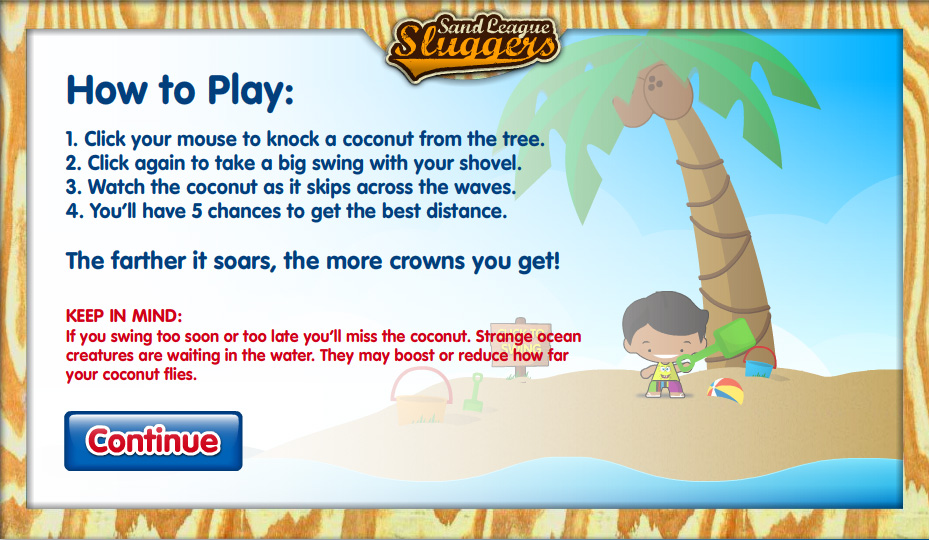 Sand League
Sluggers
How to Play:
1. Click your mouse to knock a coconut from the tree.
2. Click again to take a big swing with your shovel.
3. Watch the coconut as it skips across the waves.
4. You'll have 5 chances to get the best distance.
The farther it soars, the more crowns you get!
KEEP IN MIND:
If you swing too soon or too late you'll miss the coconut. Strange ocean
creatures are waiting in the water. They may boost or reduce how far
your coconut flies.
Continue